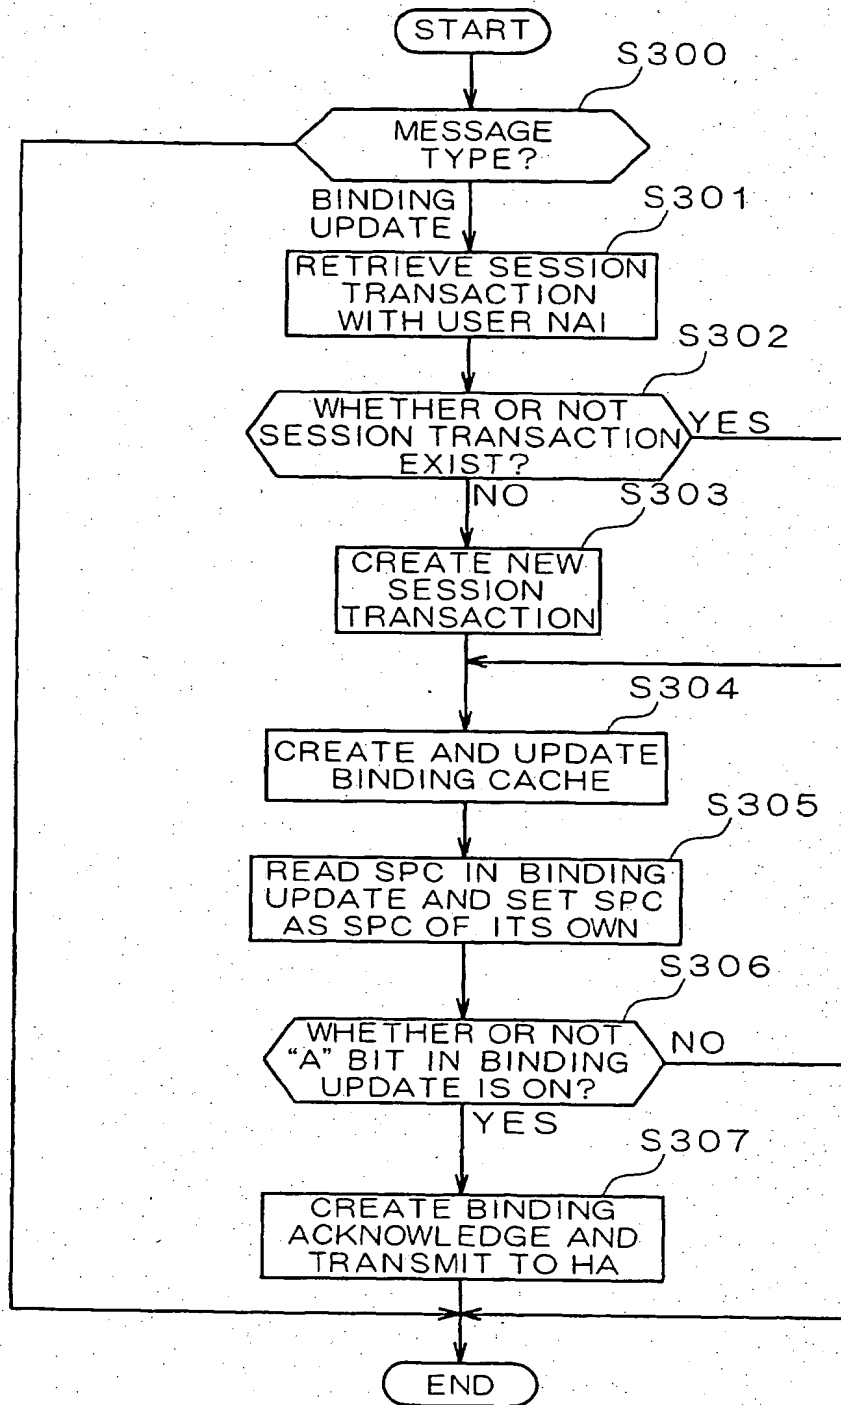 START
S300
MESSAGE
TYPE?
BINDING
UPDATE
S301
RETRIEVE SESSION
TRANSACTION
WITH USER NAI
S302
WHETHER OR NOT
SESSION TRANSACTION
EXIST?
YES
NO
S303
CREATE NEW
SESSION
TRANSACTION
S304
CREATE AND UPDATE
BINDING CACHE
S305
READ SPC IN BINDING
UPDATE AND SET SPC
AS SPC OF ITS OWN
S306
WHETHER OR NOT
“A” BIT IN BINDING
UPDATE IS ON?
NO
YES
S307
CREATE BINDING
ACKNOWLEDGE AND
TRANSMIT TO HA
END